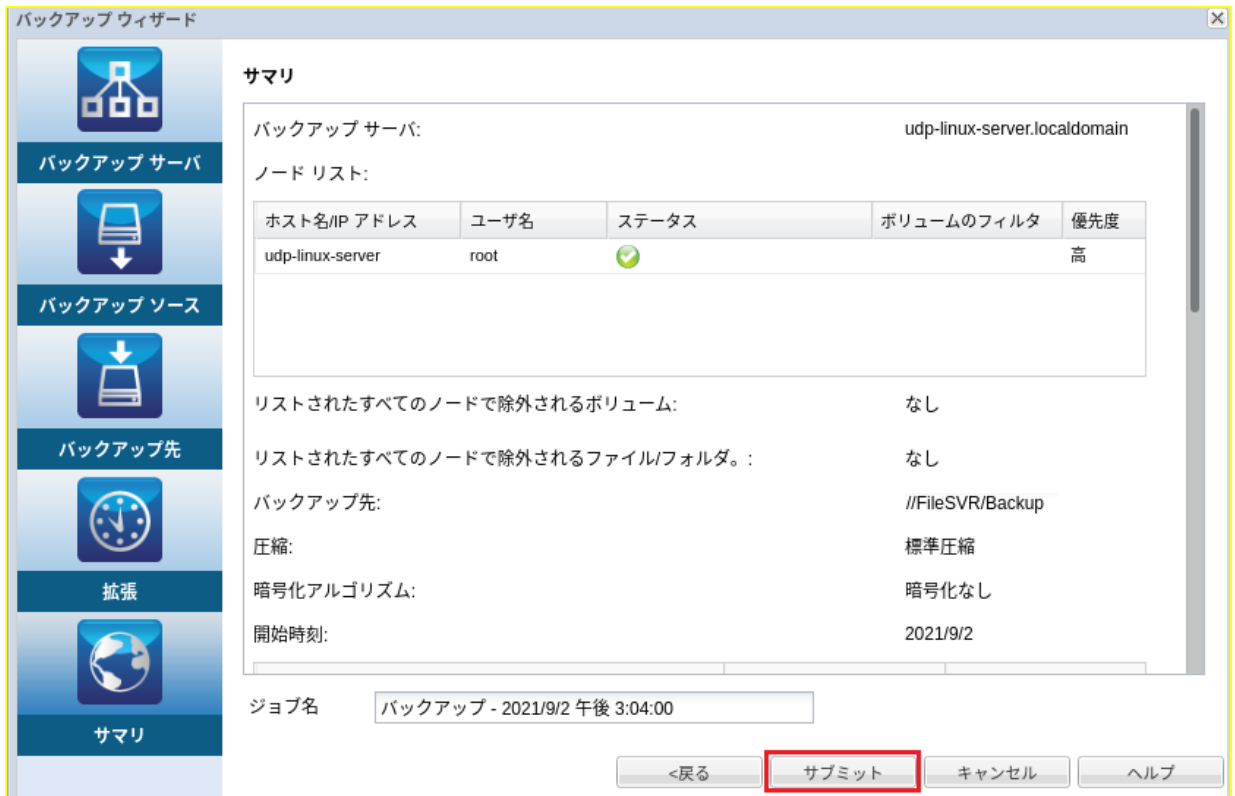 バックアップ ウィザード
バックアップ サーバ
バックアップ ソース
バックアップ先
拡張
サマリ
サマリ
バックアップ サーバ: udp-linux-server.localdomain
ノード リスト:
ホスト名/IP アドレス ユーザ名 ステータス ボリュームのフィルタ 優先度
udp-linux-server root 高
リストされたすべてのノードで除外されるボリューム: なし
リストされたすべてのノードで除外されるファイル/フォルダ。: なし
バックアップ先: //FileSVR/Backup
圧縮: 標準圧縮
暗号化アルゴリズム: 暗号化なし
開始時刻: 2021/9/2
ジョブ名 バックアップ - 2021/9/2 午後 3:04:00
<戻る サブミット キャンセル ヘルプ